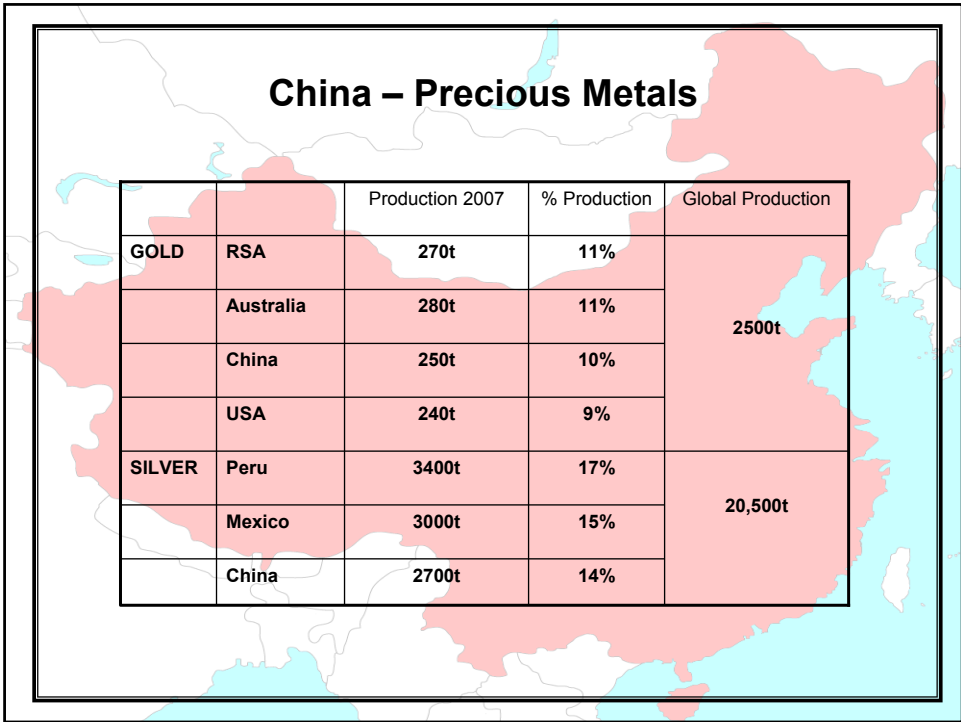 China – Precious Metals
Production 2007 % Production Global Production
GOLD RSA 270t 11%
Australia 280t 11%
2500t
China 250t 10%
USA 240t 9%
SILVER Peru 3400t 17%
20,500t
Mexico 3000t 15%
China 2700t 14%